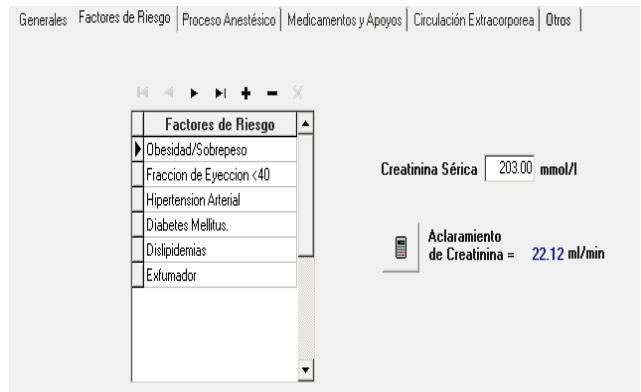 Generales Factores de Riesgo Proceso Anestésico Medicamentos y Apoyos Circulación Extracorporea Otros
Factores de Riesgo
Obesidad/Sobrepeso
Fraccion de Eyeccion <40
Hipertension Arterial
Diabetes Mellitus.
Dislipidemias
Exfumador
Creatinina Sérica 203.00 mmol/l
Aclaramiento
de Creatinina = 22.12 ml/min